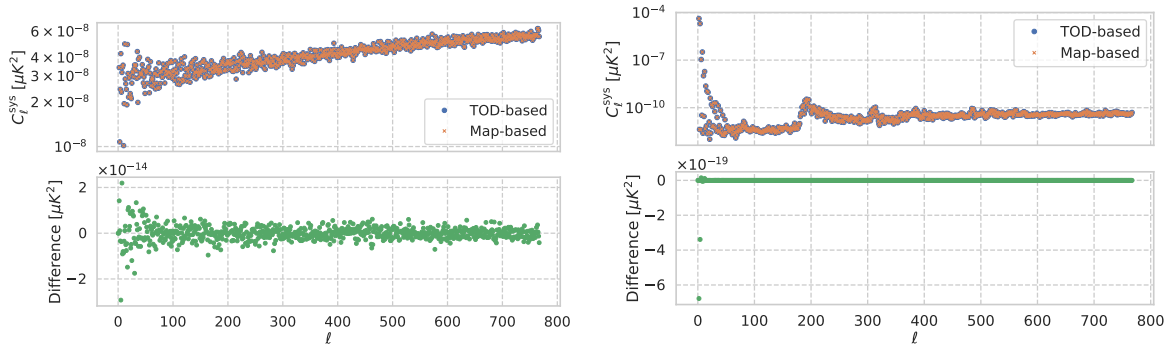 6 × 10⁻⁸
4 × 10⁻⁸
3 × 10⁻⁸
2 × 10⁻⁸
10⁻⁸
C_ℓ^sys [μK²]
TOD-based
Map-based
×10⁻¹⁴
2
0
−2
Difference [μK²]
0 100 200 300 400 500 600 700 800
ℓ
10⁻⁴
10⁻¹⁰
C_ℓ^sys [μK²]
TOD-based
Map-based
×10⁻¹⁹
0
−2
−4
−6
Difference [μK²]
0 100 200 300 400 500 600 700 800
ℓ